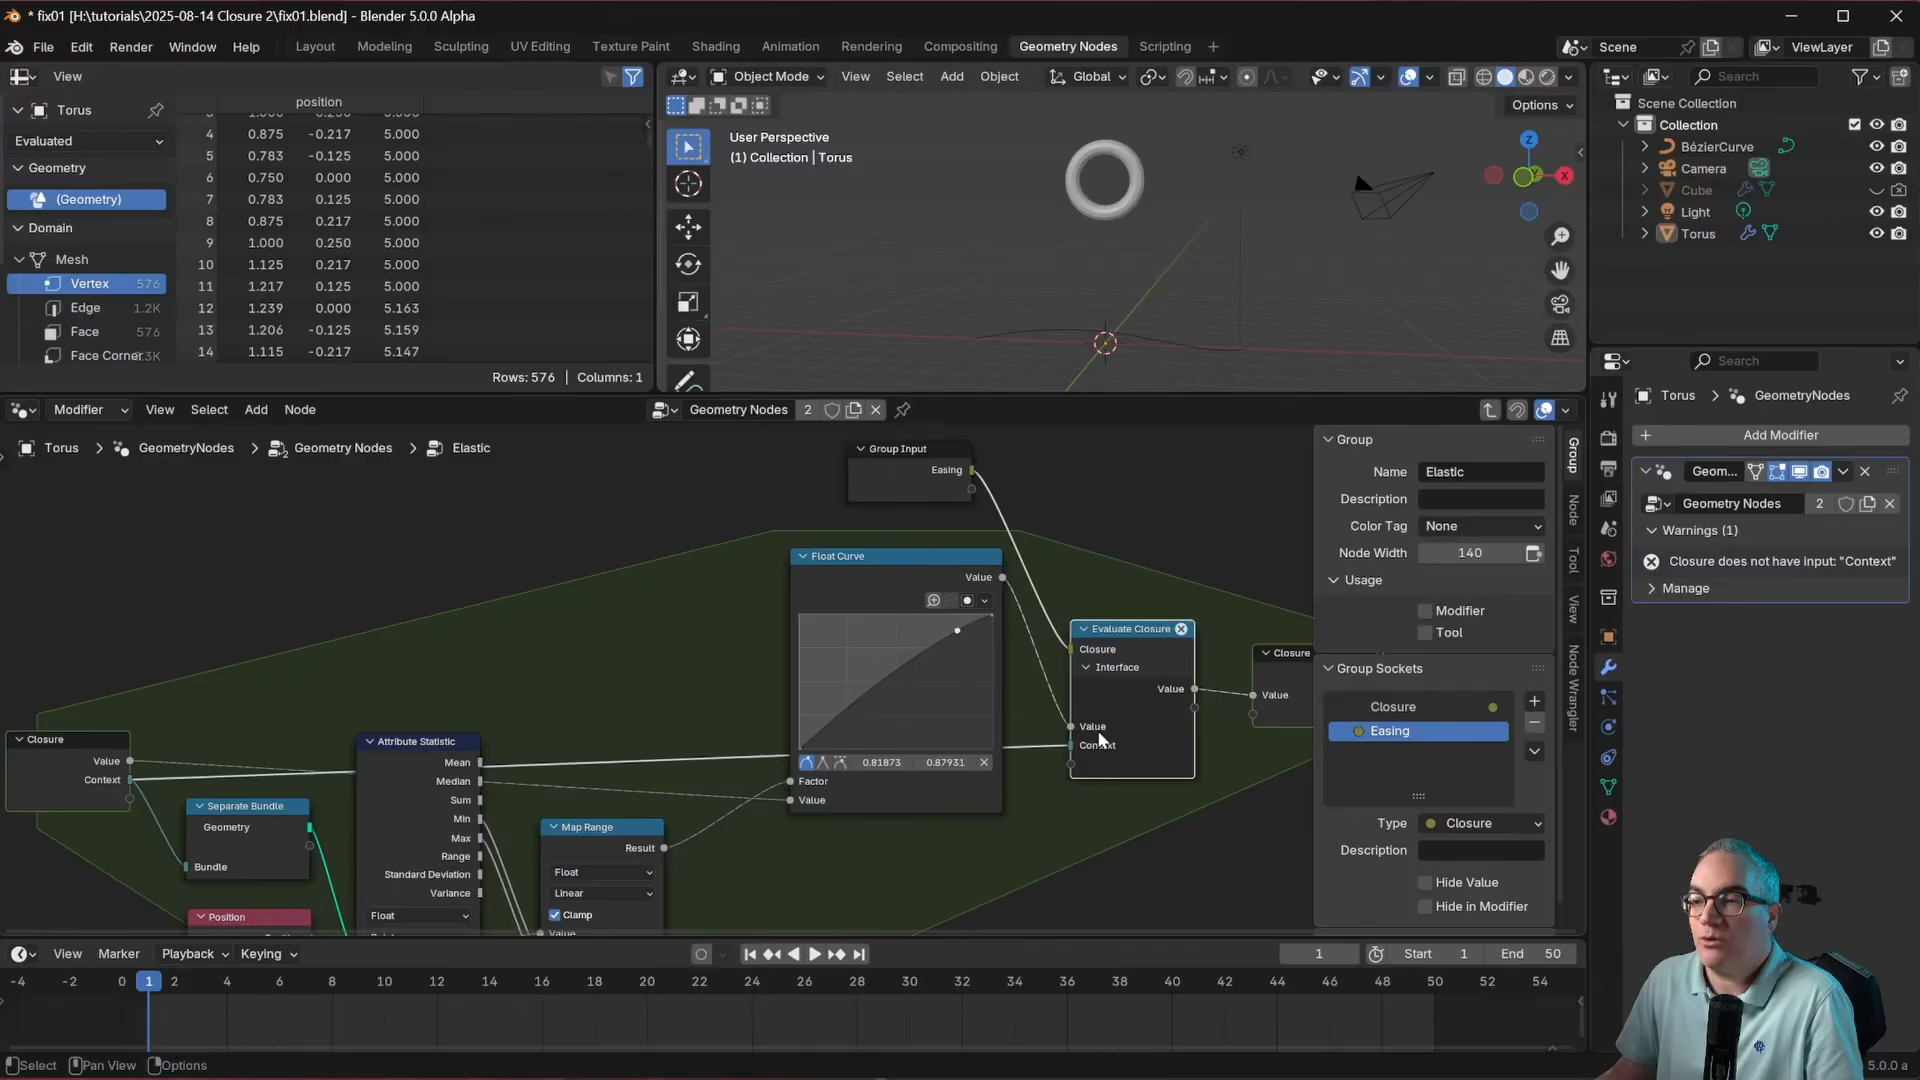 * fix01 [H:\tutorials\2025-08-14 Closure 2\fix01.blend] - Blender 5.0.0 Alpha
File Edit Render Window Help Layout Modeling Sculpting UV Editing Texture Paint Shading Animation Rendering Compositing Geometry Nodes Scripting + Scene ViewLayer
View
Torus
Evaluated
Geometry
(Geometry)
Domain
Mesh
Vertex 576
Edge 1.2K
Face 576
Face Corner
position
4 0.875 -0.217 5.000
5 0.783 -0.125 5.000
6 0.750 0.000 5.000
7 0.783 0.125 5.000
8 0.875 0.217 5.000
9 1.000 0.250 5.000
10 1.125 0.217 5.000
11 1.217 0.125 5.000
12 1.239 0.000 5.163
13 1.206 -0.125 5.159
14 1.115 -0.217 5.147
Rows: 576 | Columns: 1
Object Mode View Select Add Object Global
Options
User Perspective
(1) Collection | Torus
Z
X
Search
Scene Collection
Collection
BézierCurve
Camera
Cube
Light
Torus
Search
Torus > GeometryNodes
+ Add Modifier
Geom...
Geometry Nodes 2
Warnings (1)
Closure does not have input: "Context"
Manage
Modifier View Select Add Node Geometry Nodes 2
Torus > GeometryNodes > Geometry Nodes > Elastic
Group Input
Easing
Float Curve
Value
0.81873 0.87931
Factor
Value
Evaluate Closure
Closure
Interface
Value
Value
Context
Closure
Value
Closure
Value
Context
Separate Bundle
Geometry
Bundle
Position
Attribute Statistic
Mean
Median
Sum
Min
Max
Range
Standard Deviation
Variance
Float
Map Range
Result
Float
Linear
Clamp
Value
Group
Name Elastic
Description
Color Tag None
Node Width 140
Usage
Modifier
Tool
Group Sockets
Closure
Easing
Type Closure
Description
Hide Value
Hide in Modifier
Group
Node
Tool
View
Node Wrangler
View Marker Playback Keying 1 Start 1 End 50
-4 -2 0 1 2 4 6 8 10 12 14 16 18 20 22 24 26 28 30 32 34 36 38 40 42 44 46 48 50 52 54
Select Pan View Options
5.0.0 a